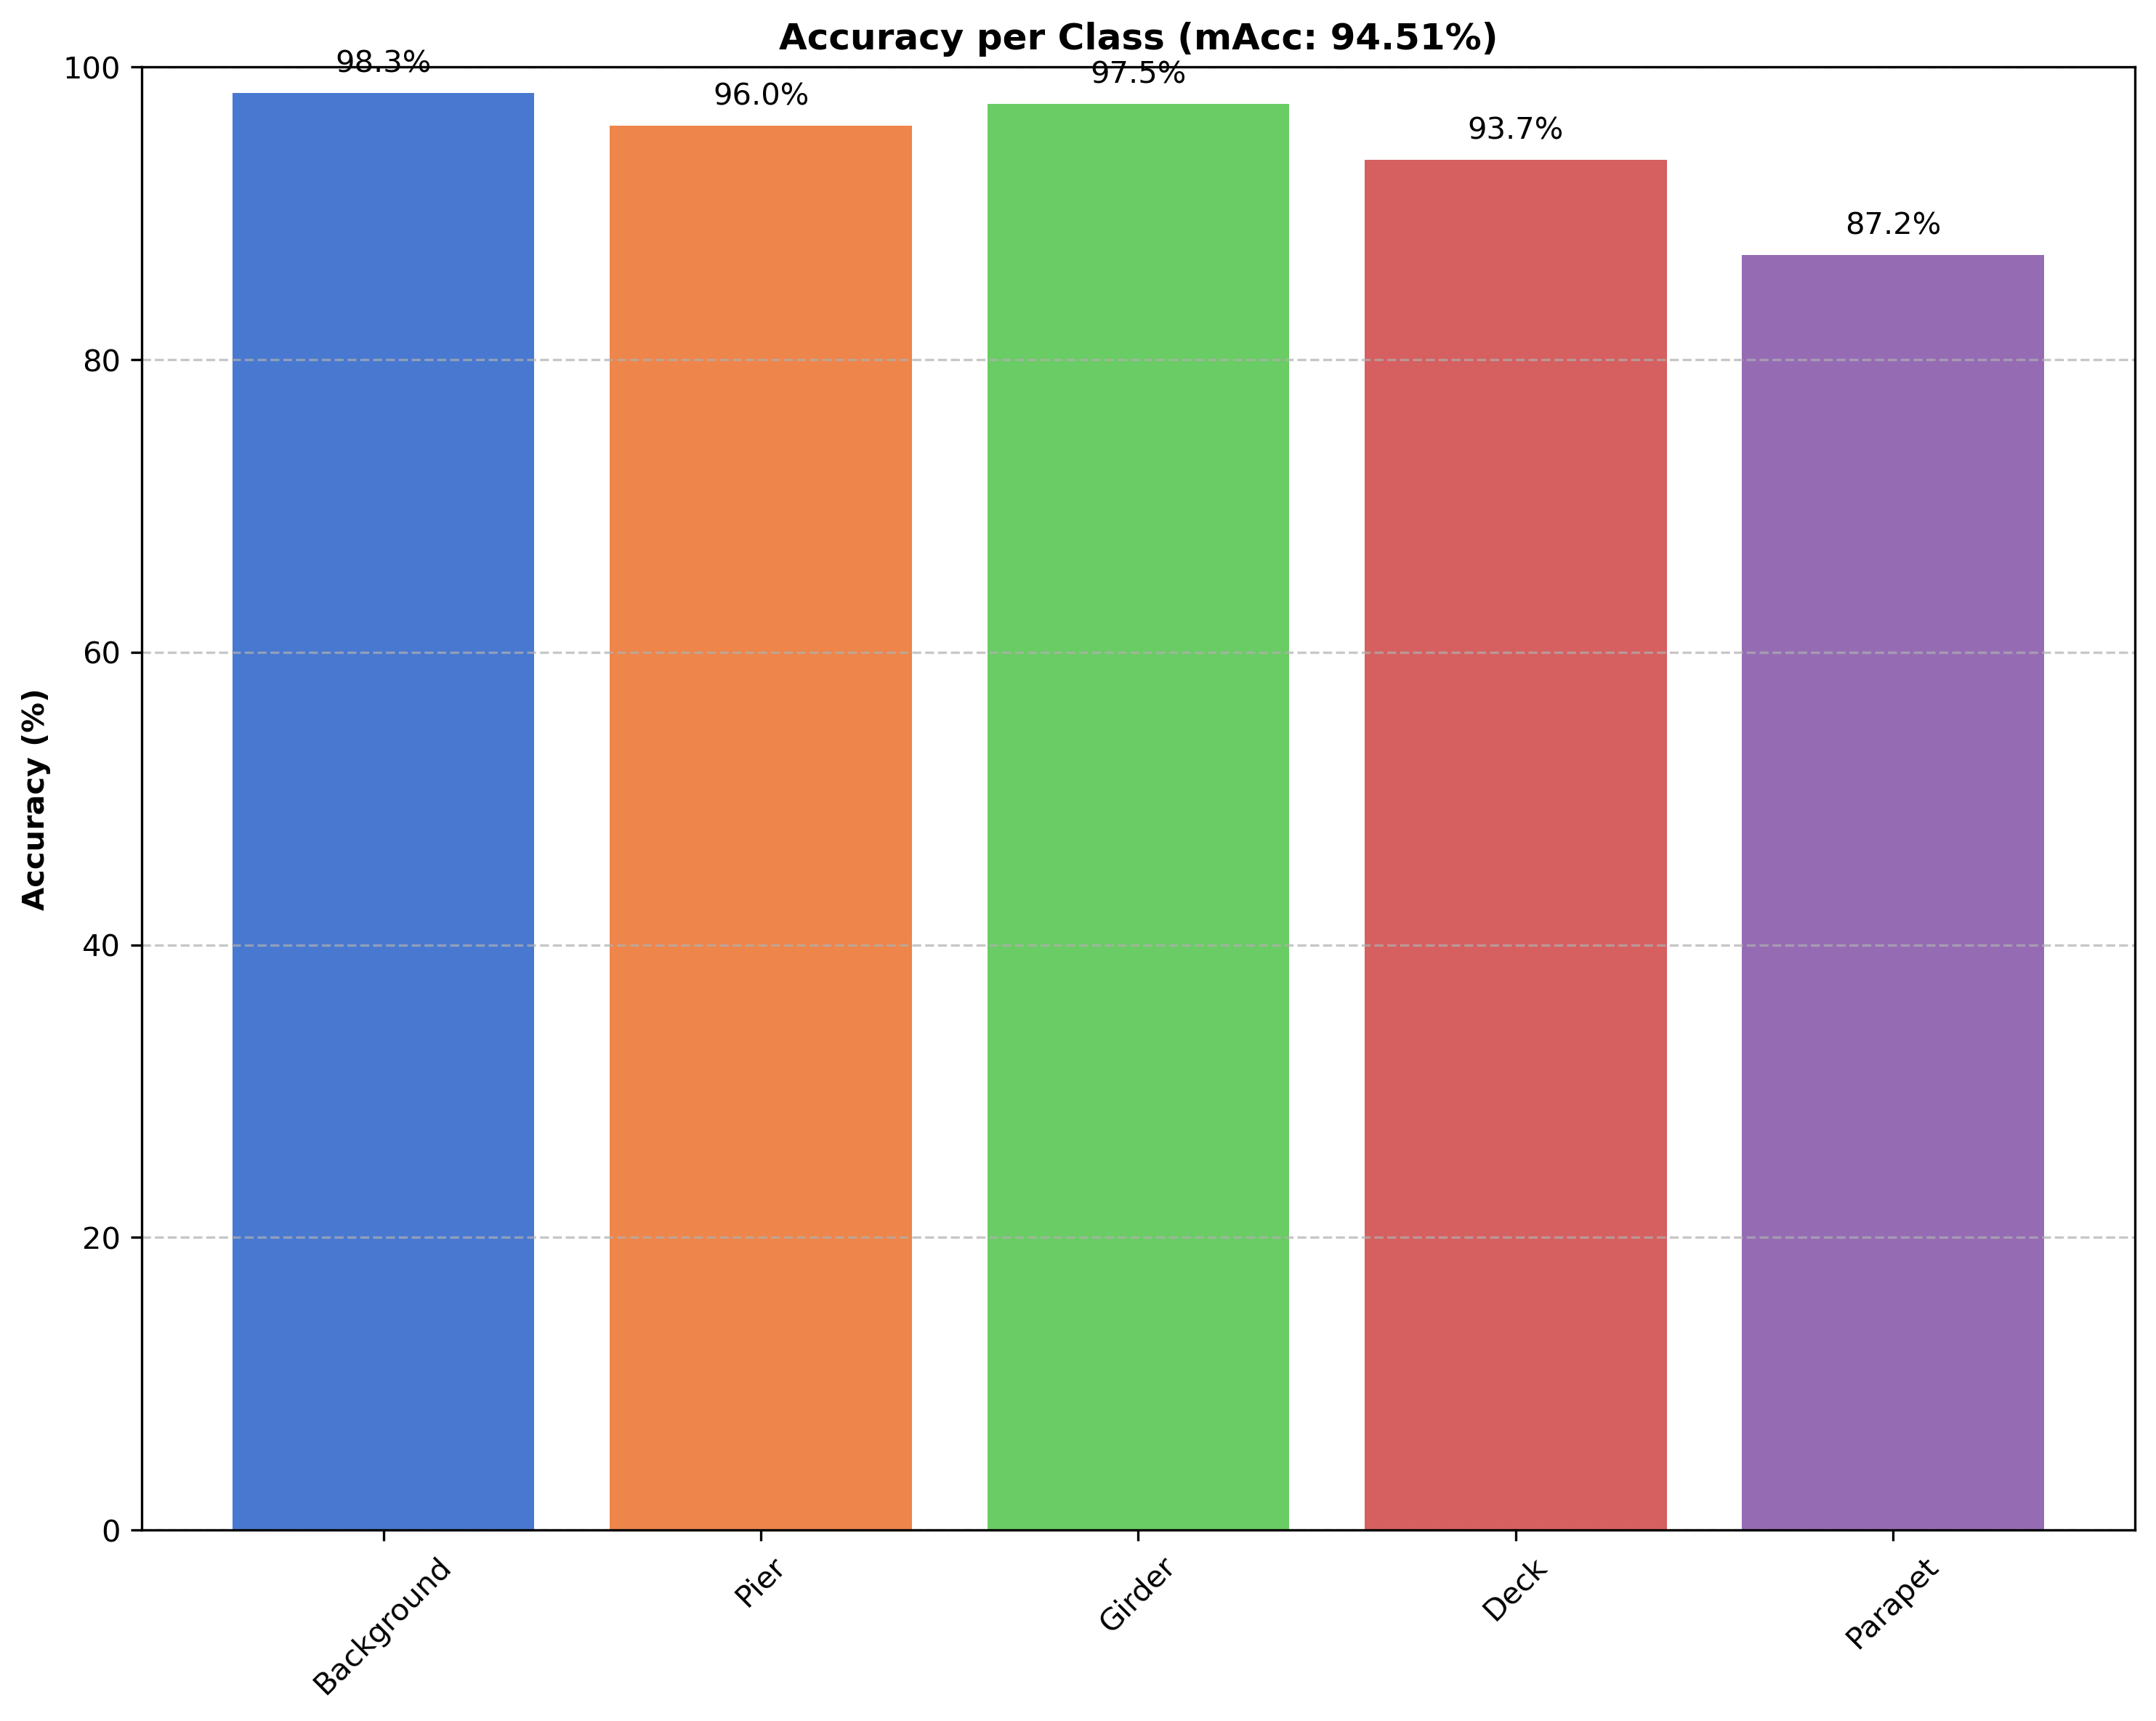 Accuracy per Class (mAcc: 94.51%)
98.3%
96.0%
97.5%
93.7%
87.2%
100
80
60
40
20
0
Accuracy (%)
Background
Pier
Girder
Deck
Parapet